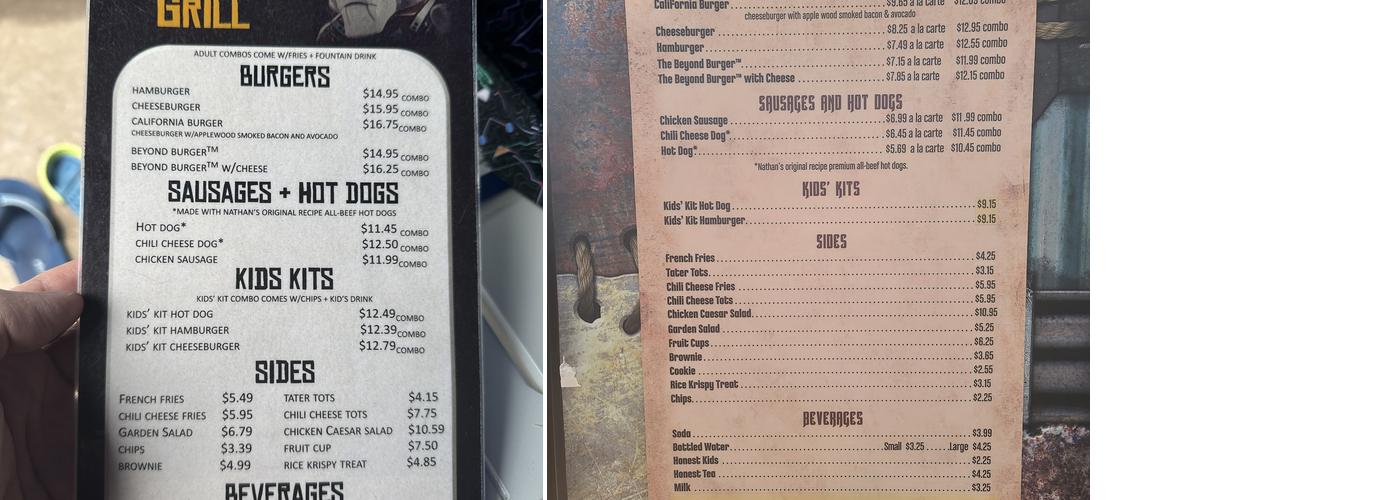 GRILL
ADULT COMBOS COME W/FRIES + FOUNTAIN DRINK
BURGERS
HAMBURGER $14.95 COMBO
CHEESEBURGER $15.95 COMBO
CALIFORNIA BURGER $16.75 COMBO
CHEESEBURGER W/APPLEWOOD SMOKED BACON AND AVOCADO
BEYOND BURGER™ $14.95 COMBO
BEYOND BURGER™ W/CHEESE $16.25 COMBO
SAUSAGES + HOT DOGS
*MADE WITH NATHAN'S ORIGINAL RECIPE ALL-BEEF HOT DOGS
HOT DOG* $11.45 COMBO
CHILI CHEESE DOG* $12.50 COMBO
CHICKEN SAUSAGE $11.99 COMBO
KIDS KITS
KIDS' KIT COMBO COMES W/CHIPS + KID'S DRINK
KIDS' KIT HOT DOG $12.49 COMBO
KIDS' KIT HAMBURGER $12.39 COMBO
KIDS' KIT CHEESEBURGER $12.79 COMBO
SIDES
FRENCH FRIES $5.49 TATER TOTS $4.15
CHILI CHEESE FRIES $5.95 CHILI CHEESE TOTS $7.75
GARDEN SALAD $6.79 CHICKEN CAESAR SALAD $10.59
CHIPS $3.39 FRUIT CUP $7.50
BROWNIE $4.99 RICE KRISPY TREAT $4.85
BEVERAGES
California Burger $9.65 a la carte combo
cheeseburger with apple wood smoked bacon & avocado
Cheeseburger $8.25 a la carte $12.95 combo
Hamburger $7.49 a la carte $12.55 combo
The Beyond Burger™ $7.15 a la carte $11.99 combo
The Beyond Burger™ with Cheese $7.85 a la carte $12.15 combo
SAUSAGES AND HOT DOGS
Chicken Sausage $6.99 a la carte $11.99 combo
Chili Cheese Dog* $6.45 a la carte $11.45 combo
Hot Dog* $5.69 a la carte $10.45 combo
*Nathan's original recipe premium all-beef hot dogs.
KIDS' KITS
Kids' Kit Hot Dog $9.15
Kids' Kit Hamburger $9.15
SIDES
French Fries $4.25
Tater Tots $3.15
Chili Cheese Fries $5.95
Chili Cheese Tots $5.95
Chicken Caesar Salad $10.95
Garden Salad $5.25
Fruit Cups $6.25
Brownie $3.65
Cookie $2.55
Rice Krispy Treat $3.15
Chips $2.25
BEVERAGES
Soda $3.99
Bottled Water Small $3.25 Large $4.25
Honest Kids $2.25
Honest Tea $4.25
Milk $3.25